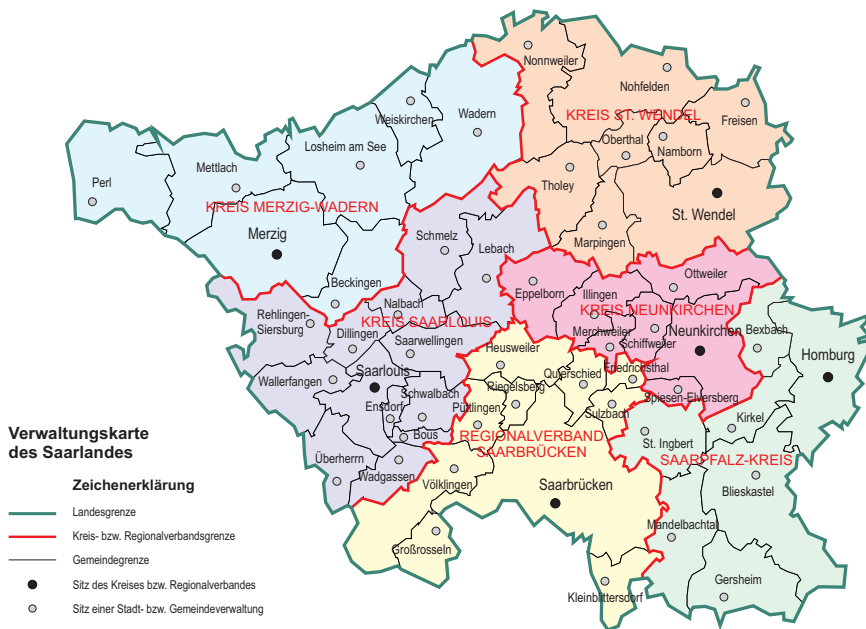 Nonnweiler
Nohfelden
Weiskirchen
Wadern
KREIS ST. WENDEL
Freisen
Losheim am See
Oberthal
Namborn
Mettlach
Perl
Tholey
KREIS MERZIG-WADERN
St. Wendel
Merzig
Marpingen
Schmelz
Lebach
Beckingen
Ottweiler
Eppelborn
Illingen
Rehlingen-
Siersburg
Nalbach
KREIS NEUNKIRCHEN
KREIS SAARLOUIS
Dillingen
Merchweiler
Neunkirchen
Bexbach
Saarwellingen
Heusweiler
Schiffweiler
Homburg
Quierschied
Friedrichsthal
Wallerfangen
Saarlouis
Riegelsberg
Schwalbach
Spiesen-Elversberg
Ensdorf
Püttlingen
Sulzbach
Kirkel
Verwaltungskarte
des Saarlandes
Bous
REGIONALVERBAND
SAARBRÜCKEN
St. Ingbert
Überherrn
Wadgassen
SAARPFALZ-KREIS
Völklingen
Saarbrücken
Blieskastel
Mandelbachtal
Großrosseln
Kleinblittersdorf
Gersheim
Zeichenerklärung
Landesgrenze
Kreis- bzw. Regionalverbandsgrenze
Gemeindegrenze
Sitz des Kreises bzw. Regionalverbandes
Sitz einer Stadt- bzw. Gemeindeverwaltung